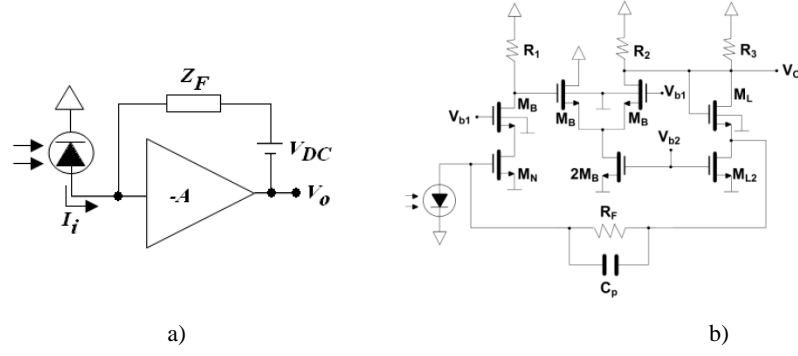 Z_F
V_DC
-A
V_o
I_i
a)
R_1
R_2
R_3
V_O
M_B
V_b1
V_b1
M_L
M_B
M_B
V_b2
M_N
2M_B
M_L2
R_F
C_p
b)